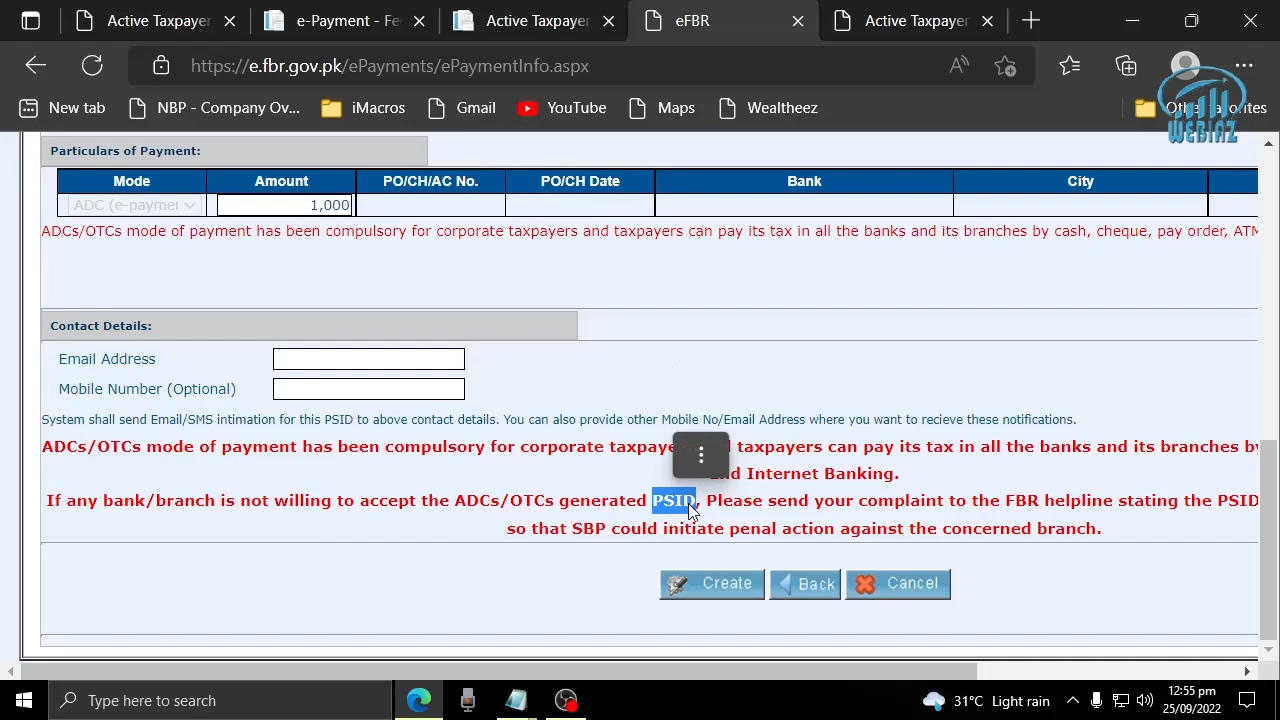 Active Taxpayer
e-Payment - Fe
Active Taxpayer
eFBR
Active Taxpayer
https://e.fbr.gov.pk/ePayments/ePaymentInfo.aspx
New tab
NBP - Company Ov...
iMacros
Gmail
YouTube
Maps
Wealtheez
Other favorites
WEBIAZ
Particulars of Payment:
Mode Amount PO/CH/AC No. PO/CH Date Bank City
ADC (e-paymer 1,000
ADCs/OTCs mode of payment has been compulsory for corporate taxpayers and taxpayers can pay its tax in all the banks and its branches by cash, cheque, pay order, ATM
Contact Details:
Email Address
Mobile Number (Optional)
System shall send Email/SMS intimation for this PSID to above contact details. You can also provide other Mobile No/Email Address where you want to recieve these notifications.
ADCs/OTCs mode of payment has been compulsory for corporate taxpayers and taxpayers can pay its tax in all the banks and its branches by
and Internet Banking.
If any bank/branch is not willing to accept the ADCs/OTCs generated PSID, Please send your complaint to the FBR helpline stating the PSID
so that SBP could initiate penal action against the concerned branch.
Create Back Cancel
Type here to search
31°C Light rain
12:55 pm
25/09/2022